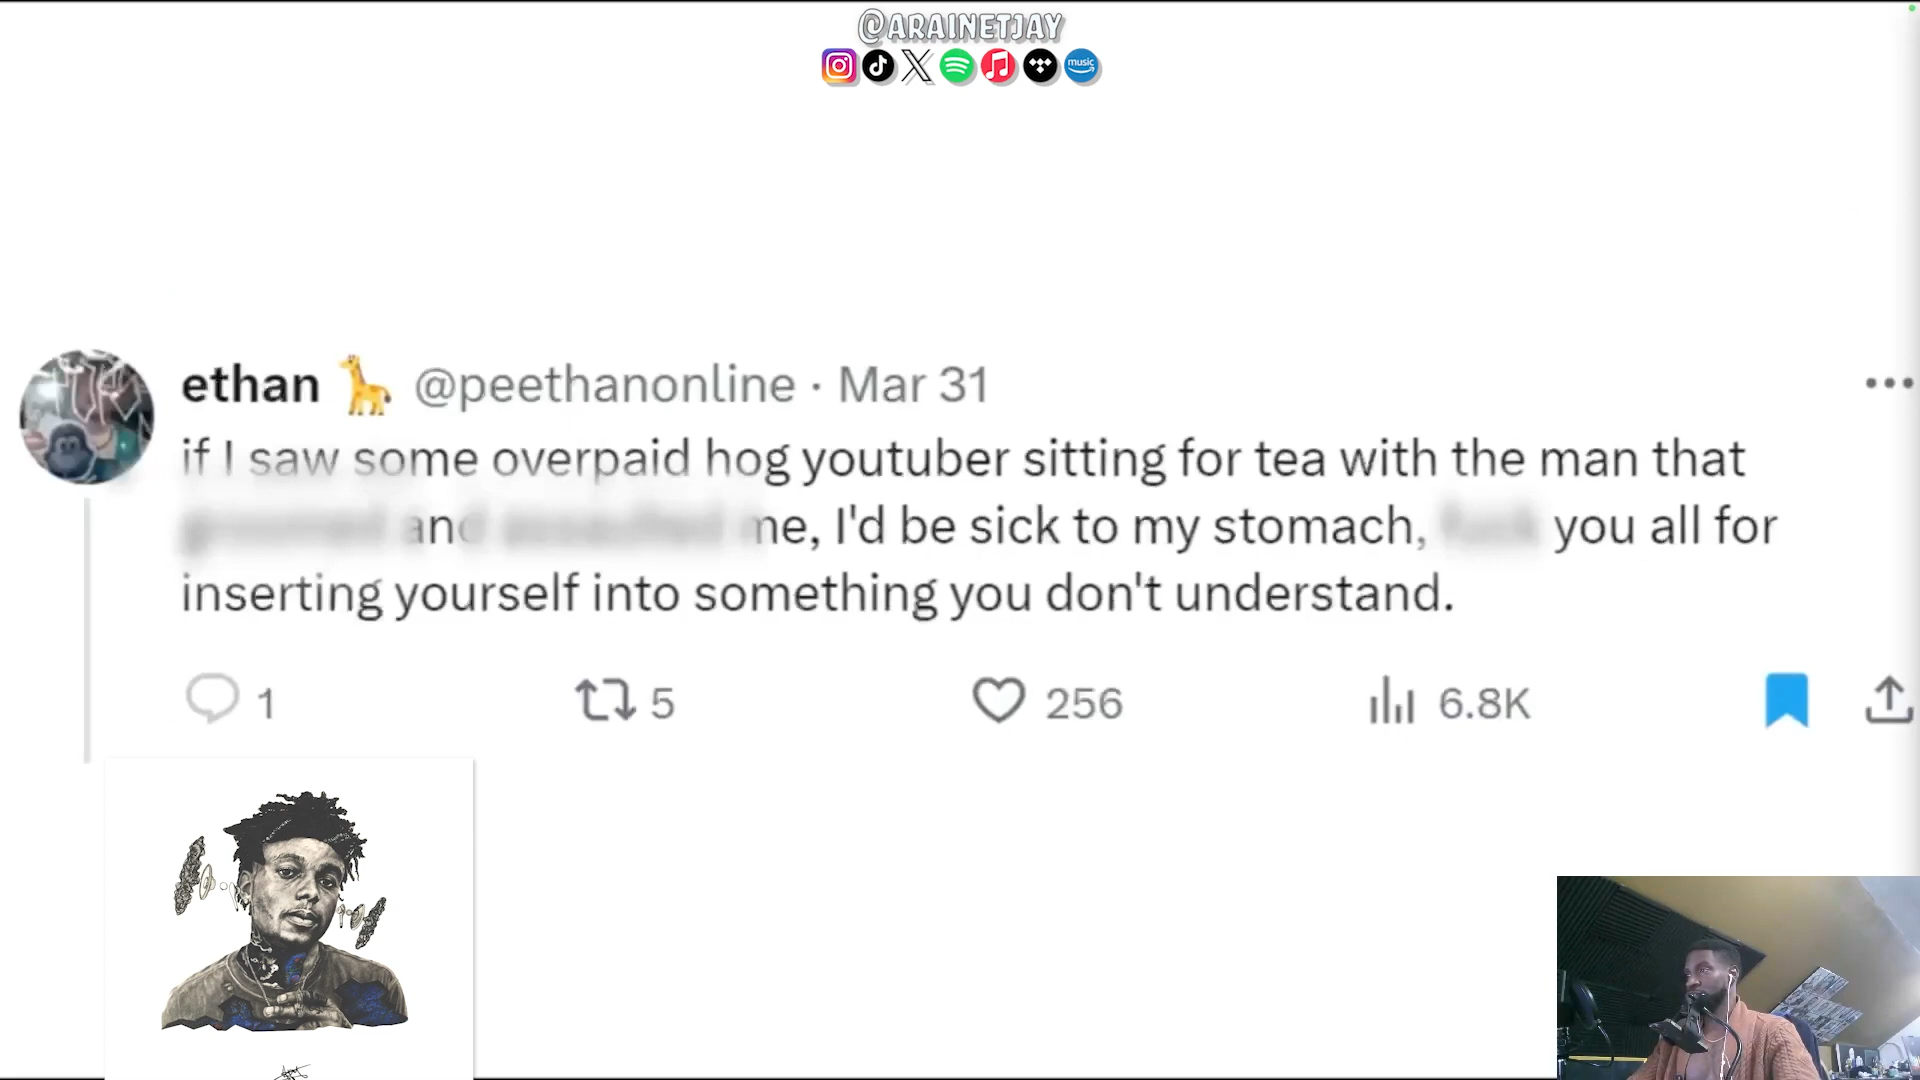 @ARAINETJAY
music
ethan 🦒 @peethanonline · Mar 31
if I saw some overpaid hog youtuber sitting for tea with the man that
and me, I'd be sick to my stomach, you all for
inserting yourself into something you don't understand.
1 5 256 6.8K